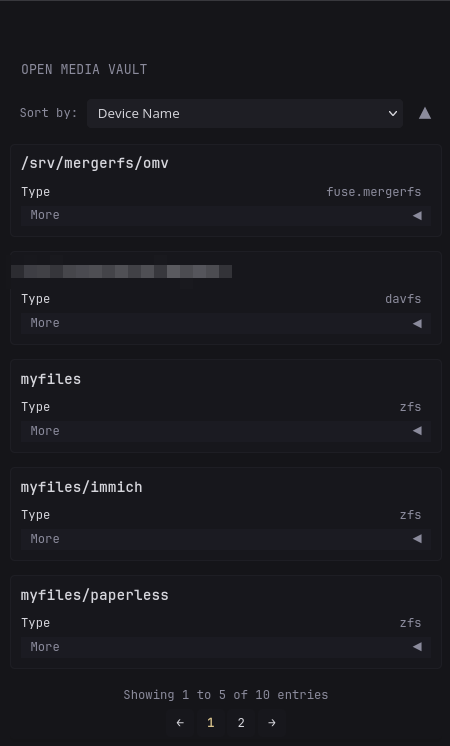 OPEN MEDIA VAULT
Sort by: Device Name ▲
/srv/mergerfs/omv
Type fuse.mergerfs
More ◀
Type davfs
More ◀
myfiles
Type zfs
More ◀
myfiles/immich
Type zfs
More ◀
myfiles/paperless
Type zfs
More ◀
Showing 1 to 5 of 10 entries
← 1 2 →